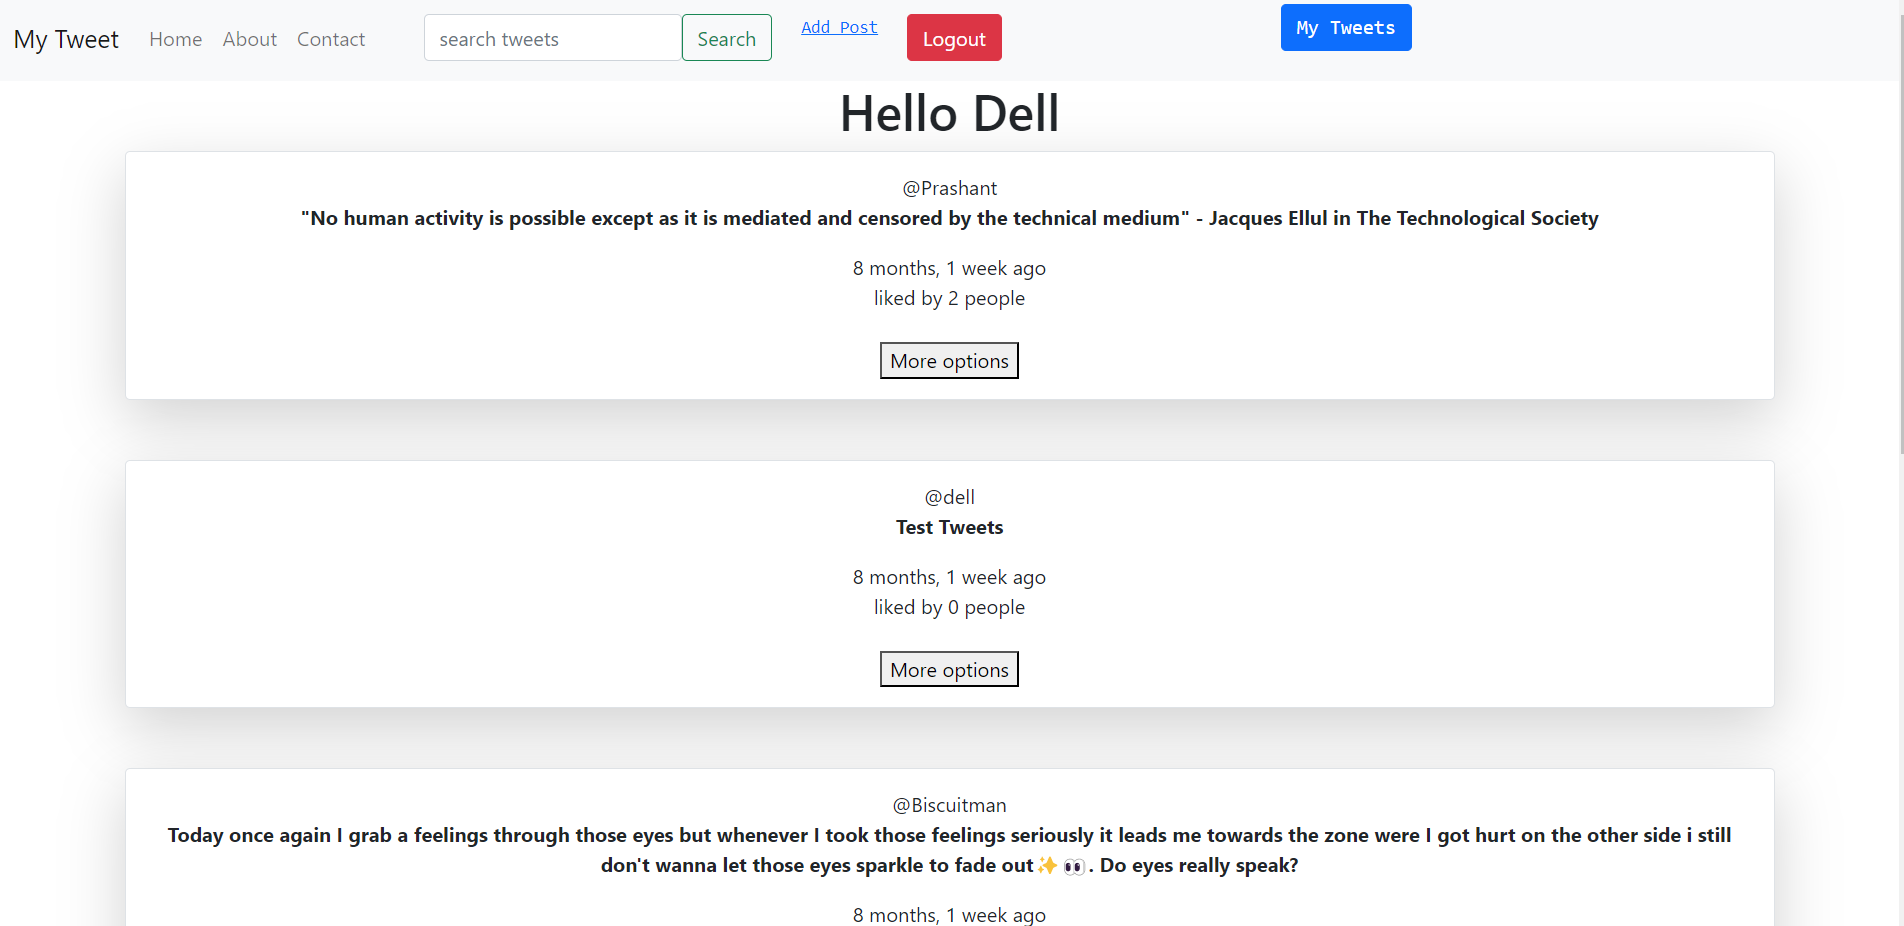 My Tweet Home About Contact search tweets Search Add Post Logout My Tweets
Hello Dell
@Prashant
"No human activity is possible except as it is mediated and censored by the technical medium" - Jacques Ellul in The Technological Society
8 months, 1 week ago
liked by 2 people
More options
@dell
Test Tweets
8 months, 1 week ago
liked by 0 people
More options
@Biscuitman
Today once again I grab a feelings through those eyes but whenever I took those feelings seriously it leads me towards the zone were I got hurt on the other side i still
don't wanna let those eyes sparkle to fade out✨👀. Do eyes really speak?
8 months, 1 week ago